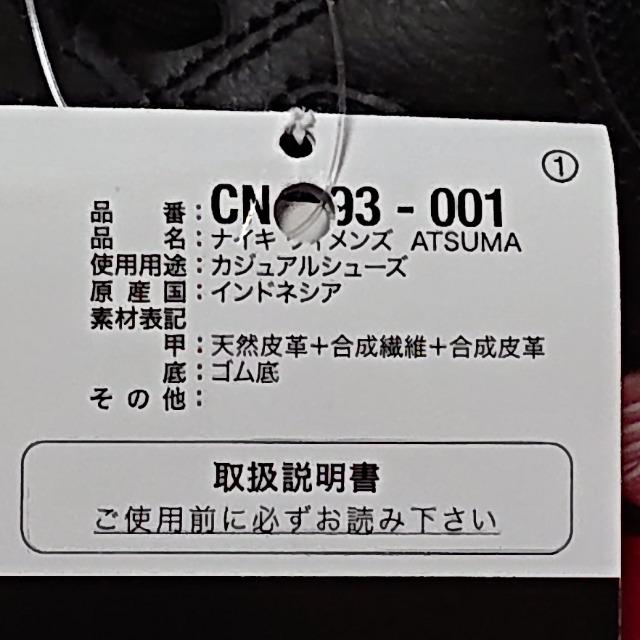 ①
品 番：CN 93 - 001
品 名：ナイキ ウィメンズ ATSUMA
使用用途：カジュアルシューズ
原産国：インドネシア
素材表記
甲：天然皮革＋合成繊維＋合成皮革
底：ゴム底
その他：
取扱説明書
ご使用前に必ずお読み下さい